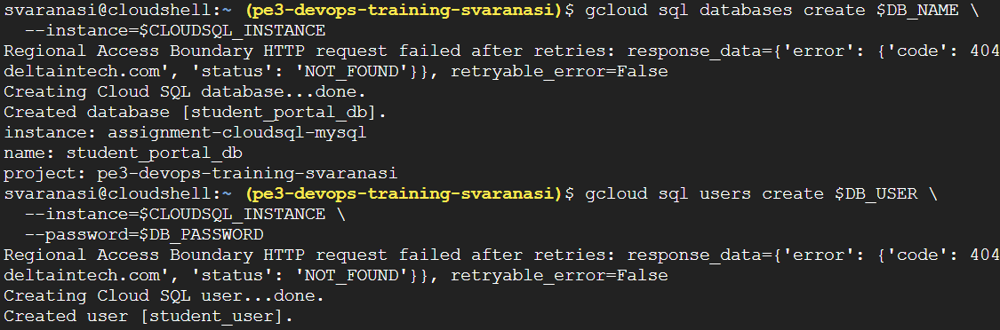 svaranasi@cloudshell:~ (pe3-devops-training-svaranasi)$ gcloud sql databases create $DB_NAME \
  --instance=$CLOUDSQL_INSTANCE
Regional Access Boundary HTTP request failed after retries: response_data={'error': {'code': 404
deltaintech.com', 'status': 'NOT_FOUND'}}, retryable_error=False
Creating Cloud SQL database...done.
Created database [student_portal_db].
instance: assignment-cloudsql-mysql
name: student_portal_db
project: pe3-devops-training-svaranasi
svaranasi@cloudshell:~ (pe3-devops-training-svaranasi)$ gcloud sql users create $DB_USER \
  --instance=$CLOUDSQL_INSTANCE \
  --password=$DB_PASSWORD
Regional Access Boundary HTTP request failed after retries: response_data={'error': {'code': 404
deltaintech.com', 'status': 'NOT_FOUND'}}, retryable_error=False
Creating Cloud SQL user...done.
Created user [student_user].